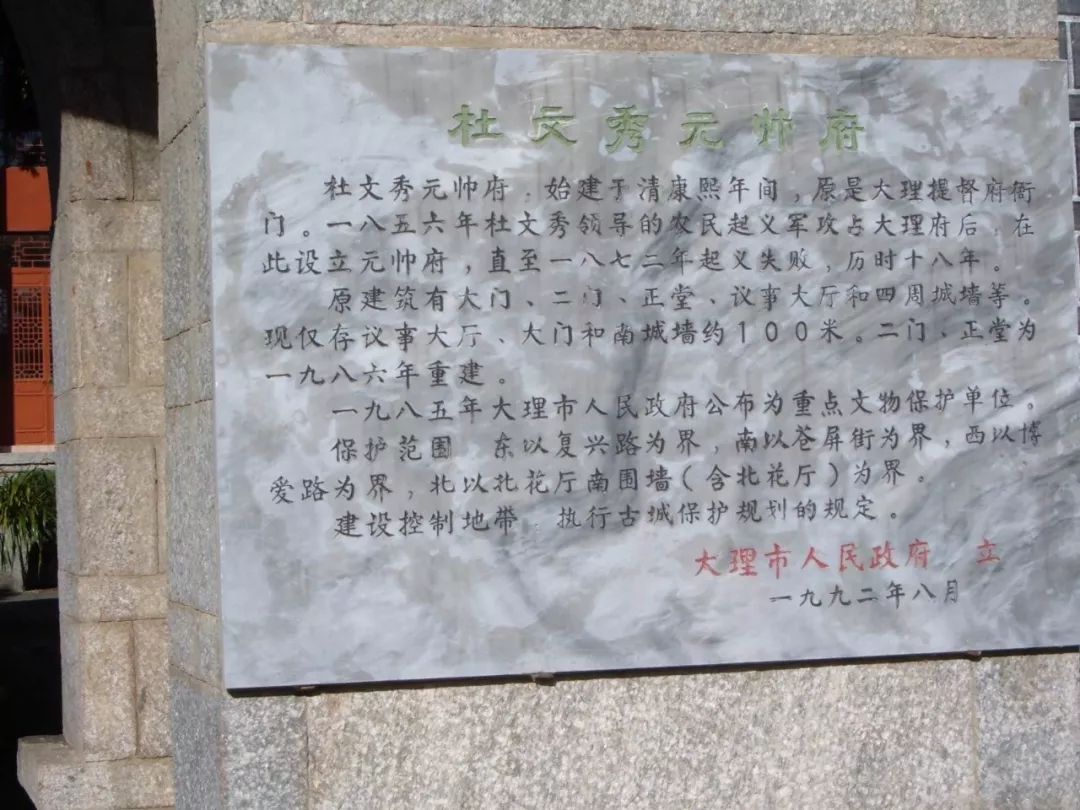 杜文秀元帅府
杜文秀元帅府：始建于清康熙年间，原是大理提督府衙
门。一八五六年杜文秀领导的农民起义军攻占大理府后，在
此设立元帅府，直至一八七二年起义失败，历时十八年。
原建筑有大门、二门、正堂、议事大厅和四周城墙等。
现仅存议事大厅、大门和南城墙约100米。二门、正堂为
一九八六年重建。
一九八五年大理市人民政府公布为重点文物保护单位。
保护范围 东以复兴路为界，南以苍屏街为界，西以博
爱路为界，北以北花厅南围墙（含北花厅）为界。
建设控制地带：执行古城保护规划的规定。
大理市人民政府 立
一九九二年八月